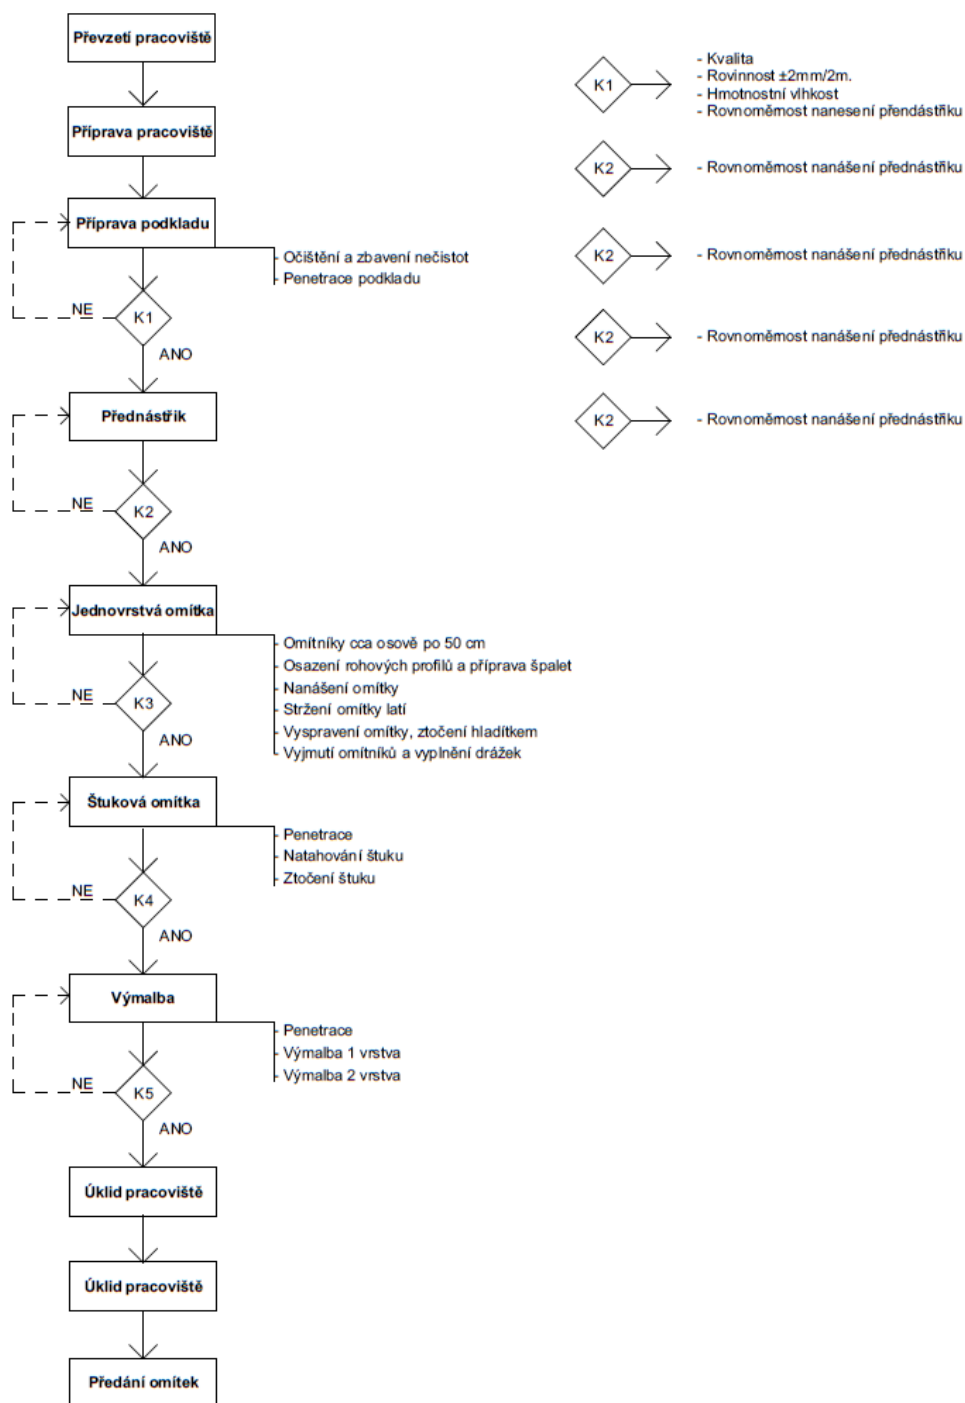 Převzetí pracoviště
Příprava pracoviště
Příprava podkladu
- Očištění a zbavení nečistot
- Penetrace podkladu
NE
K1
ANO
Přednástřik
NE
K2
ANO
Jednovrstvá omítka
- Omítníky cca osově po 50 cm
- Osazení rohových profilů a příprava špalet
- Nanášení omítky
- Stržení omítky latí
- Vyspravení omítky, ztočení hladítkem
- Vyjmutí omítníků a vyplnění drážek
NE
K3
ANO
Štuková omítka
- Penetrace
- Natahování štuku
- Ztočení štuku
NE
K4
ANO
Výmalba
- Penetrace
- Výmalba 1 vrstva
- Výmalba 2 vrstva
NE
K5
ANO
Úklid pracoviště
Úklid pracoviště
Předání omítek
K1
- Kvalita
- Rovinnost ±2mm/2m.
- Hmotnostní vlhkost
- Rovnoměrnost nanesení přendástřiku
K2
- Rovnoměrnost nanášení přednástřiku
K2
- Rovnoměrnost nanášení přednástřiku
K2
- Rovnoměrnost nanášení přednástřiku
K2
- Rovnoměrnost nanášení přednástřiku